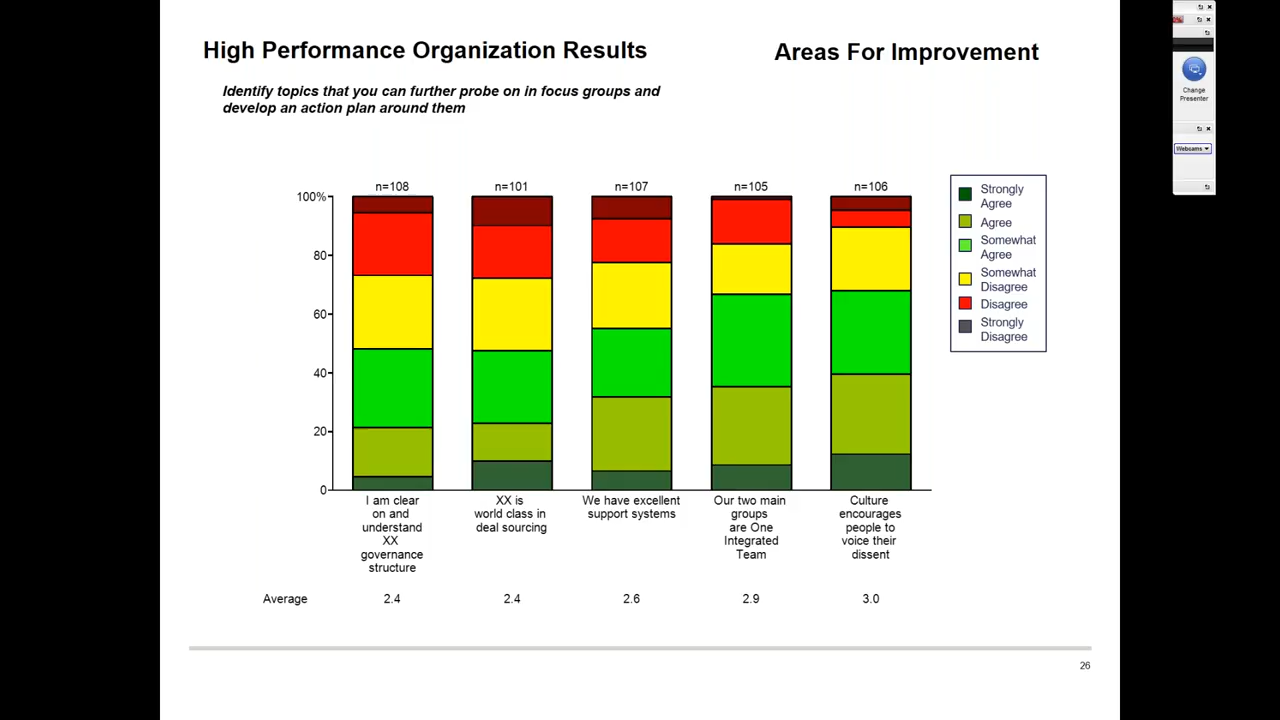 High Performance Organization Results
Areas For Improvement
Identify topics that you can further probe on in focus groups and
develop an action plan around them
n=108
n=101
n=107
n=105
n=106
100%
80
60
40
20
0
Strongly
Agree
Agree
Somewhat
Agree
Somewhat
Disagree
Disagree
Strongly
Disagree
I am clear
on and
understand
XX
governance
structure
XX is
world class in
deal sourcing
We have excellent
support systems
Our two main
groups
are One
Integrated
Team
Culture
encourages
people to
voice their
dissent
Average
2.4
2.4
2.6
2.9
3.0
26
Change
Presenter
Webcams